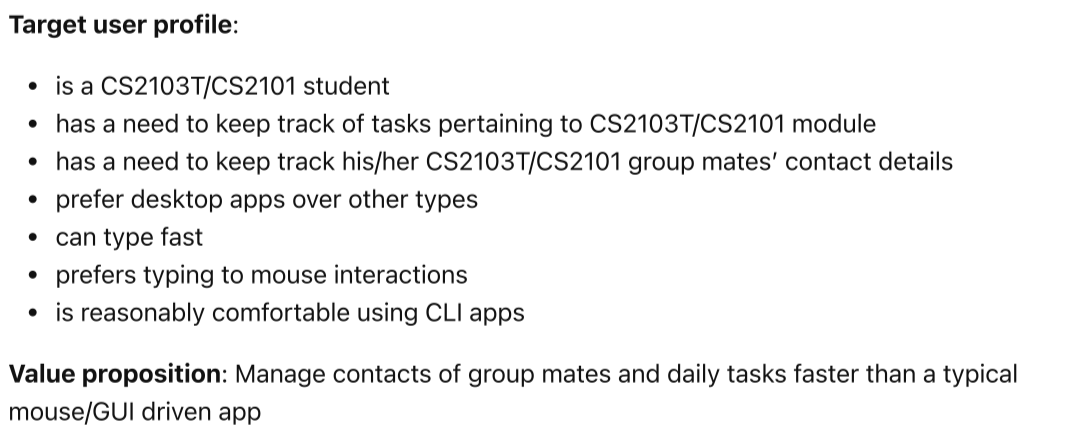 Target user profile:
• is a CS2103T/CS2101 student
• has a need to keep track of tasks pertaining to CS2103T/CS2101 module
• has a need to keep track his/her CS2103T/CS2101 group mates’ contact details
• prefer desktop apps over other types
• can type fast
• prefers typing to mouse interactions
• is reasonably comfortable using CLI apps
Value proposition: Manage contacts of group mates and daily tasks faster than a typical
mouse/GUI driven app